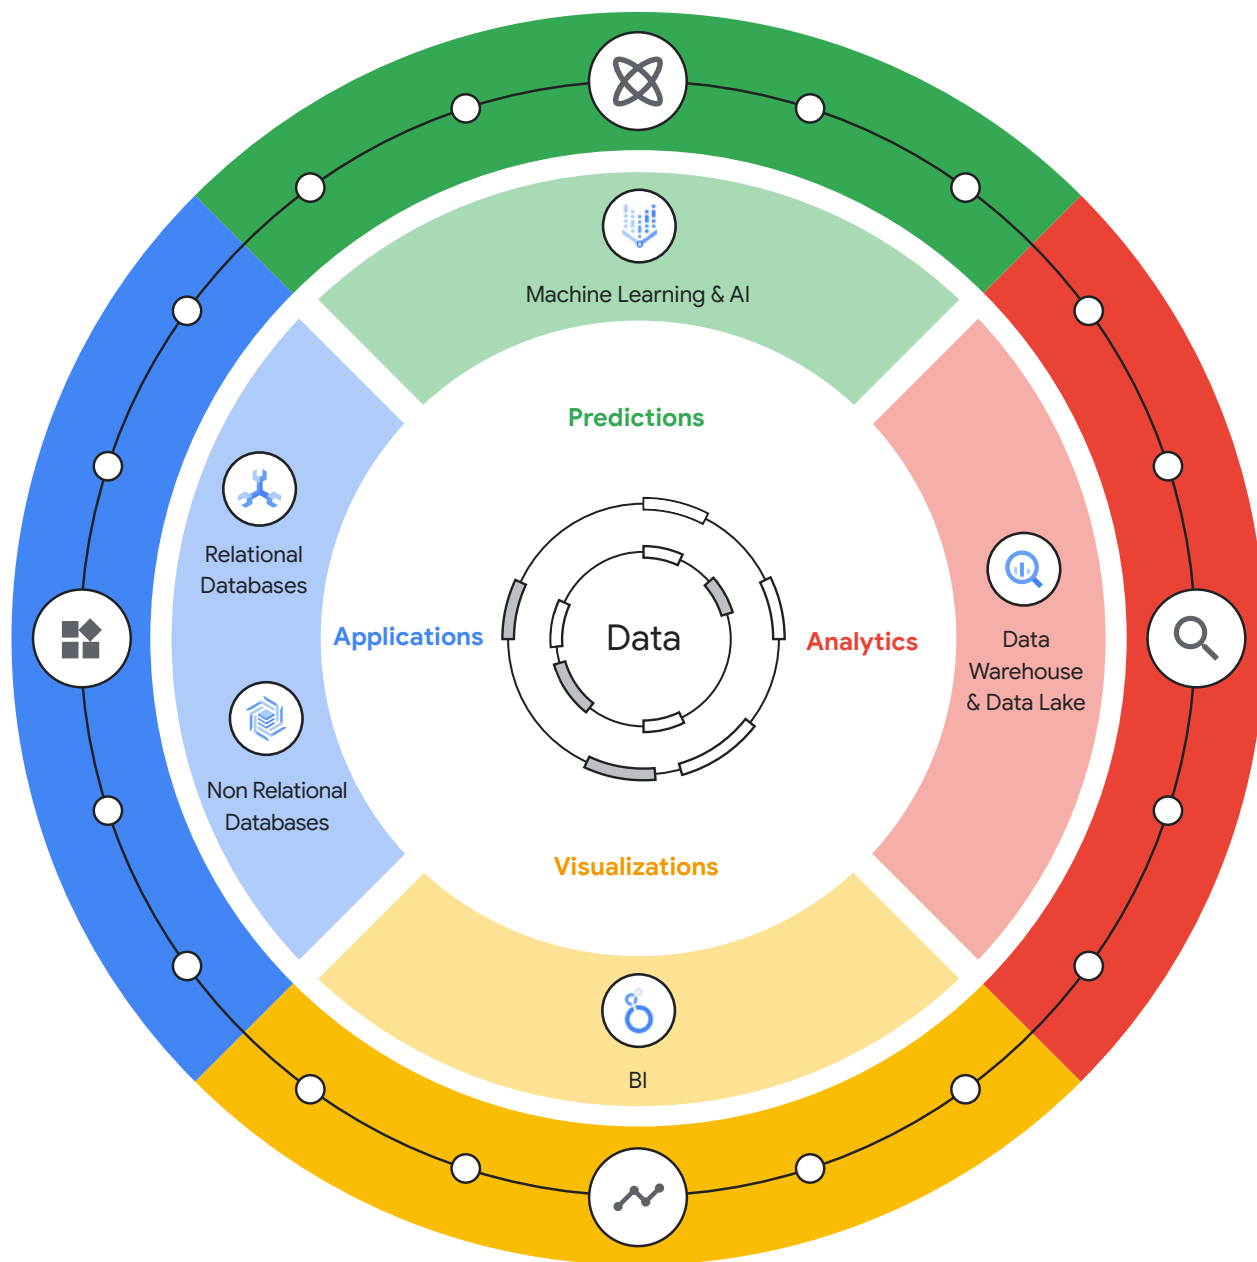 Machine Learning & AI
Predictions
Relational
Databases
Applications
Data
Analytics
Data
Warehouse
& Data Lake
Non Relational
Databases
Visualizations
BI